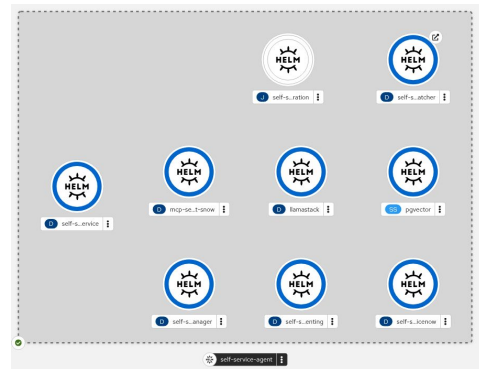 HELM
HELM
J self-s...ration
D self-s...atcher
HELM
HELM
HELM
HELM
D self-s...ervice
D mcp-se...t-snow
D llamastack
SS pgvector
HELM
HELM
HELM
D self-s...anager
D self-s...enting
D self-s...icenow
self-service-agent